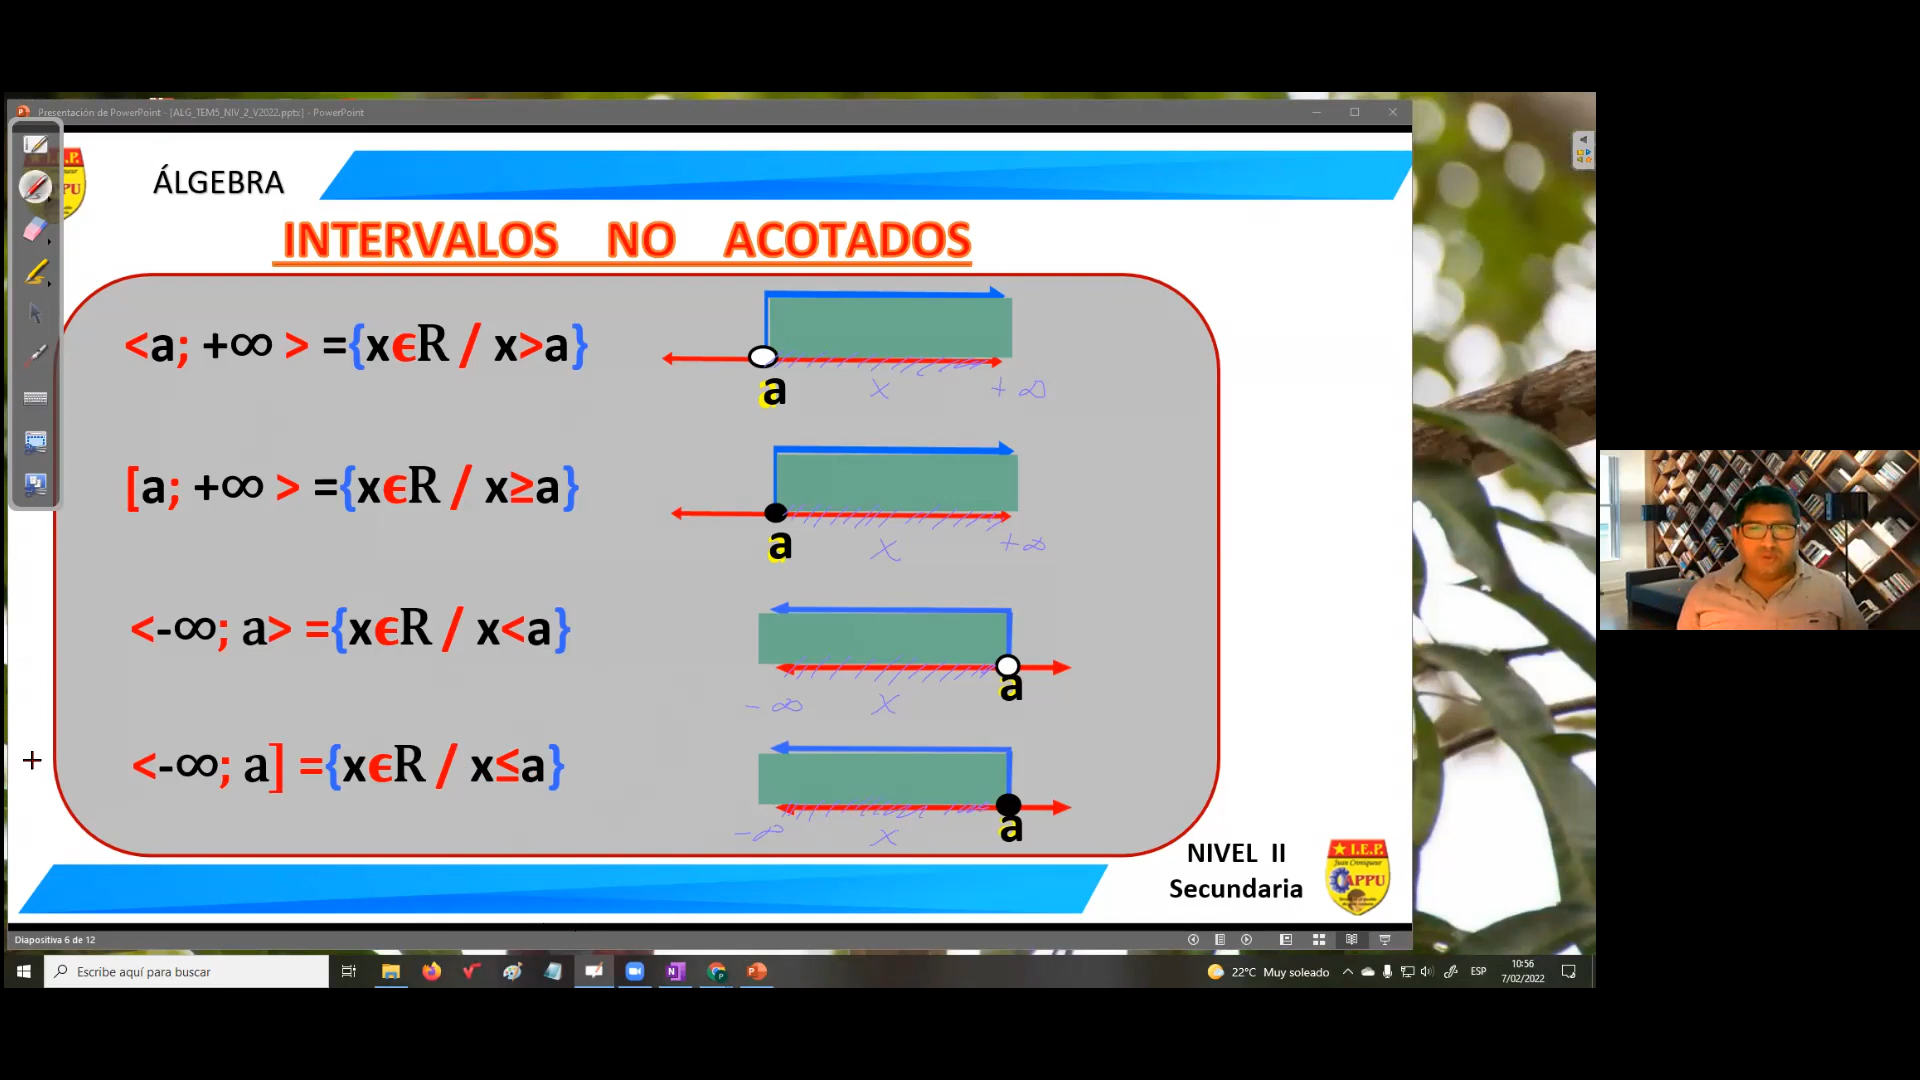 Presentación de PowerPoint - [ALG_TEM5_NIV_2_V2022.pptx] - PowerPoint
ÁLGEBRA
INTERVALOS NO ACOTADOS
<a; +∞ > ={xϵR / x>a}
a
x
+ ∞
[a; +∞ > ={xϵR / x≥a}
a
x
+∞
<-∞; a> ={xϵR / x<a}
a
- ∞
x
<-∞; a] ={xϵR / x≤a}
a
-∞
x
NIVEL II
Secundaria
I.E.P.
APPU
Diapositiva 6 de 12
Escribe aquí para buscar
22°C Muy soleado
ESP
10:56
7/02/2022